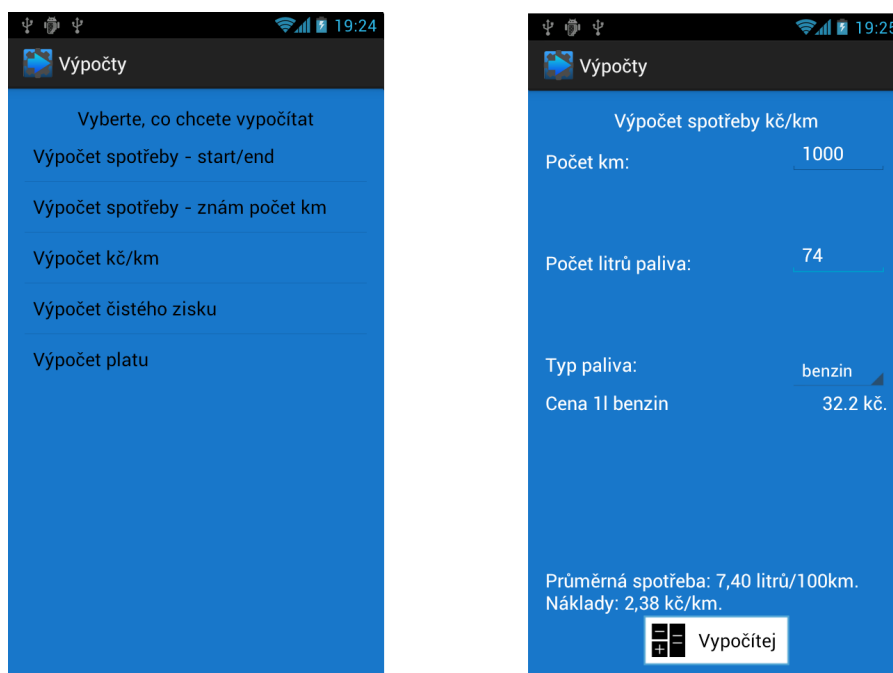 19:24
Výpočty
Vyberte, co chcete vypočítat
Výpočet spotřeby - start/end
Výpočet spotřeby - znám počet km
Výpočet kč/km
Výpočet čistého zisku
Výpočet platu
19:25
Výpočty
Výpočet spotřeby kč/km
Počet km: 1000
Počet litrů paliva: 74
Typ paliva: benzin
Cena 1l benzin 32.2 kč.
Průměrná spotřeba: 7,40 litrů/100km.
Náklady: 2,38 kč/km.
Vypočítej